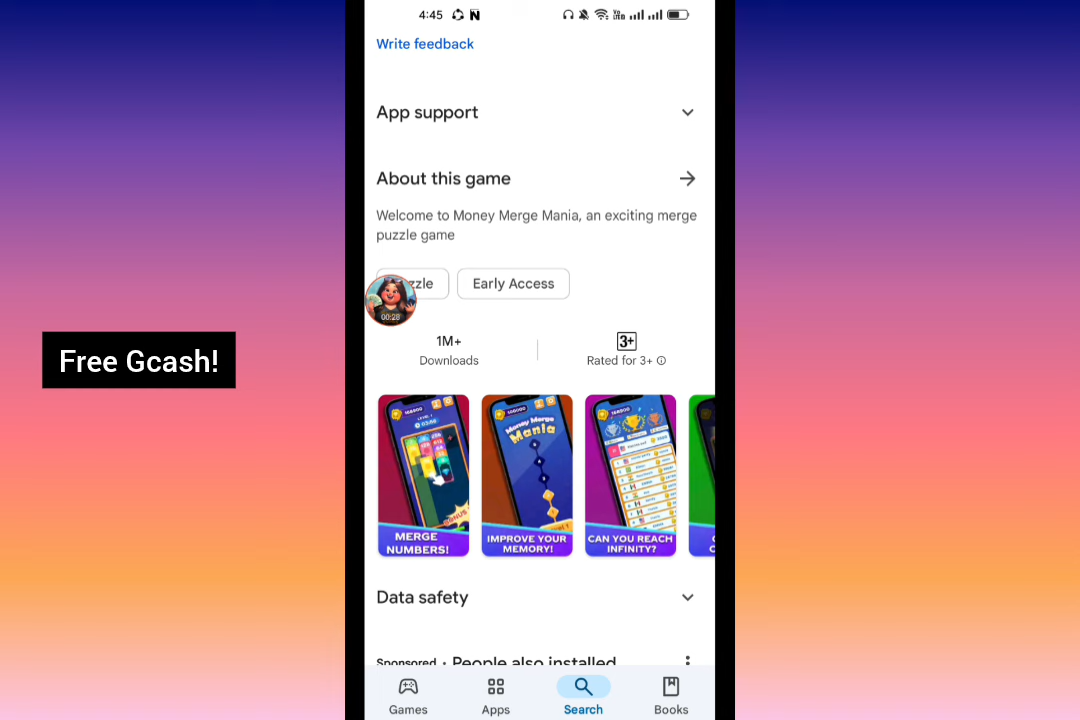 4:45
Write feedback
App support
About this game
Welcome to Money Merge Mania, an exciting merge
puzzle game
Early Access
00:28
Free Gcash!
1M+
Downloads
3+
Rated for 3+
MERGE
NUMBERS!
Money Merge
Mania
IMPROVE YOUR
MEMORY!
CAN YOU REACH
INFINITY?
Data safety
Sponsored · People also installed
Games
Apps
Search
Books